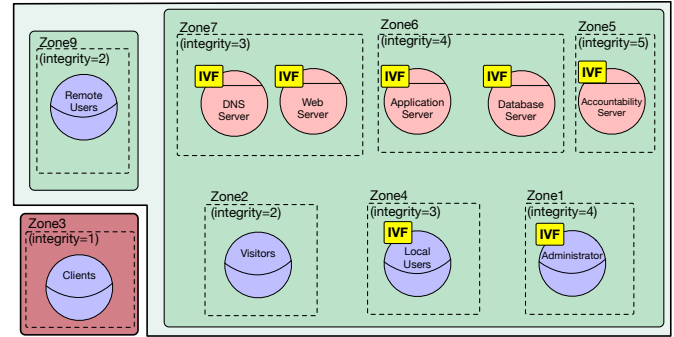 Zone9
(integrity=2)
Remote
Users
Zone7
(integrity=3)
IVF
DNS
Server
IVF
Web
Server
Zone6
(integrity=4)
IVF
Application
Server
IVF
Database
Server
Zone5
(integrity=5)
IVF
Accountability
Server
Zone3
(integrity=1)
Clients
Zone2
(integrity=2)
Visitors
Zone4
(integrity=3)
IVF
Local
Users
Zone1
(integrity=4)
IVF
Administrator